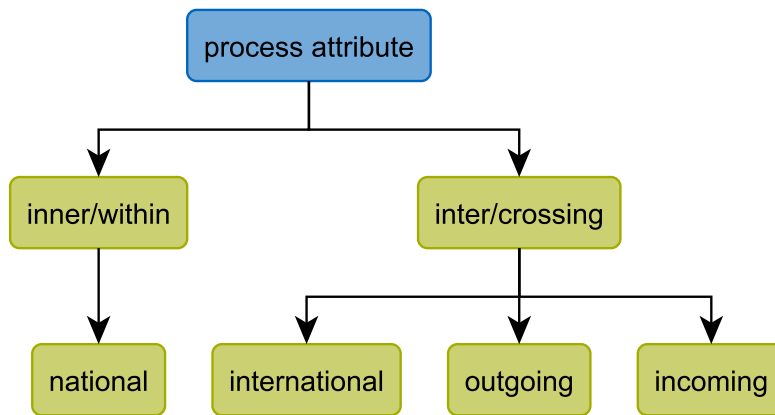 process attribute
inner/within
inter/crossing
national
international
outgoing
incoming